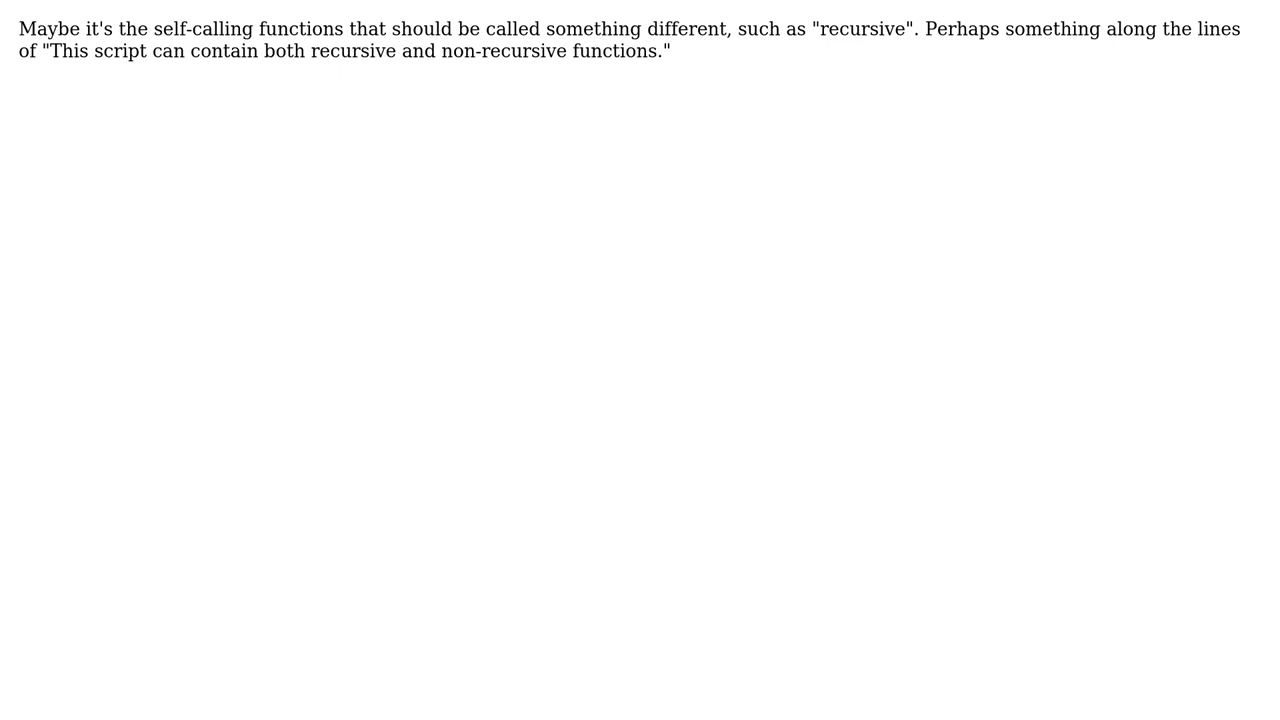 Maybe it's the self-calling functions that should be called something different, such as "recursive". Perhaps something along the lines
of "This script can contain both recursive and non-recursive functions."